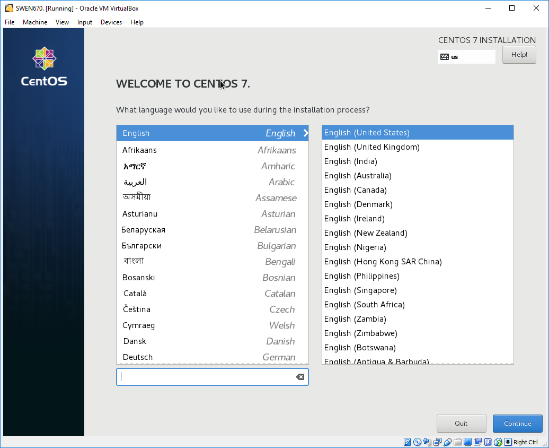 SWEN670. [Running] - Oracle VM VirtualBox
File Machine View Input Devices Help
CentOS
CENTOS 7 INSTALLATION
us
Help!
WELCOME TO CENTOS 7.
What language would you like to use during the installation process?
English English
Afrikaans Afrikaans
አማርኛ Amharic
العربية Arabic
অসমীয়া Assamese
Asturianu Asturian
Беларуская Belarusian
Български Bulgarian
বাংলা Bengali
Bosanski Bosnian
Català Catalan
Čeština Czech
Cymraeg Welsh
Dansk Danish
Deutsch German
English (United States)
English (United Kingdom)
English (India)
English (Australia)
English (Canada)
English (Denmark)
English (Ireland)
English (New Zealand)
English (Nigeria)
English (Hong Kong SAR China)
English (Philippines)
English (Singapore)
English (South Africa)
English (Zambia)
English (Zimbabwe)
English (Botswana)
English (Antigua & Barbuda)
Quit
Continue
Right Ctrl